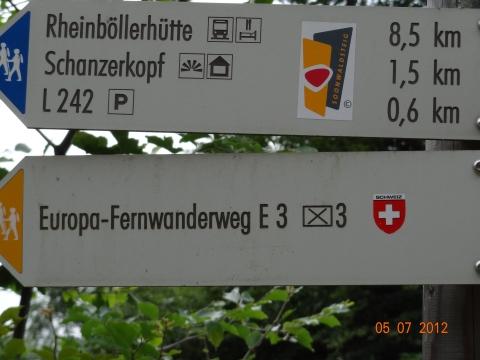 Rheinböllerhütte 8,5 km
Schanzerkopf 1,5 km
L 242 P 0,6 km
SOONWALDSTEIG
©
Europa-Fernwanderweg E 3 3
SCHWEIZ
05 07 2012